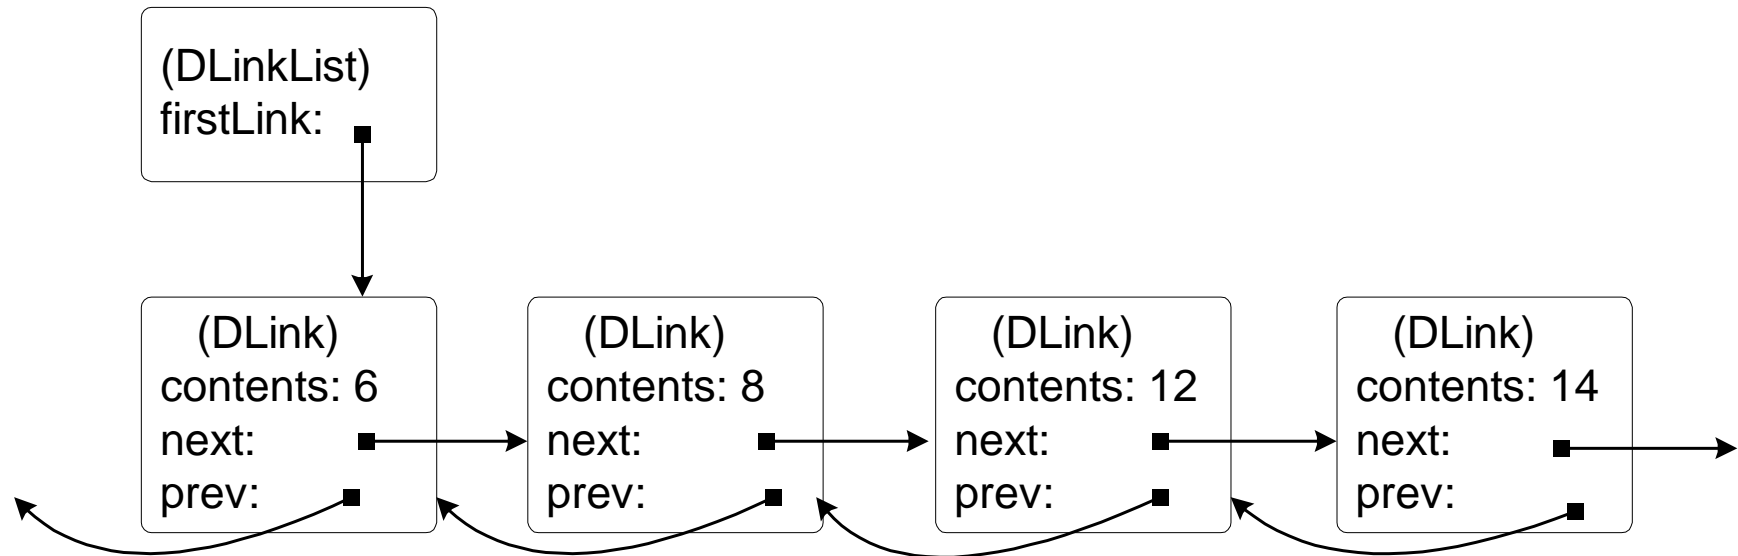 (DLinkList)
firstLink:
(DLink)
contents: 6
next:
prev:
(DLink)
contents: 8
next:
prev:
(DLink)
contents: 12
next:
prev:
(DLink)
contents: 14
next:
prev: